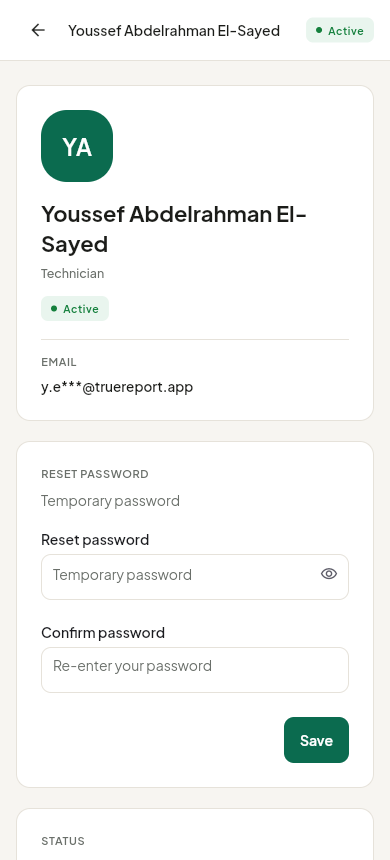 Youssef Abdelrahman El-Sayed
Active
YA
Youssef Abdelrahman El-
Sayed
Technician
Active
EMAIL
y.e***@truereport.app
RESET PASSWORD
Temporary password
Reset password
Temporary password
Confirm password
Re-enter your password
Save
STATUS